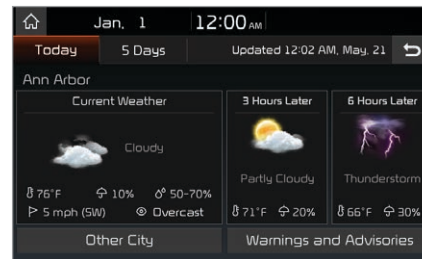 Jan. 1 12:00 AM
Today 5 Days Updated 12:02 AM, May. 21
Ann Arbor
Current Weather 3 Hours Later 6 Hours Later
Cloudy Partly Cloudy Thunderstorm
76°F 10% 50-70% 71°F 20% 66°F 30%
5 mph (SW) Overcast
Other City Warnings and Advisories